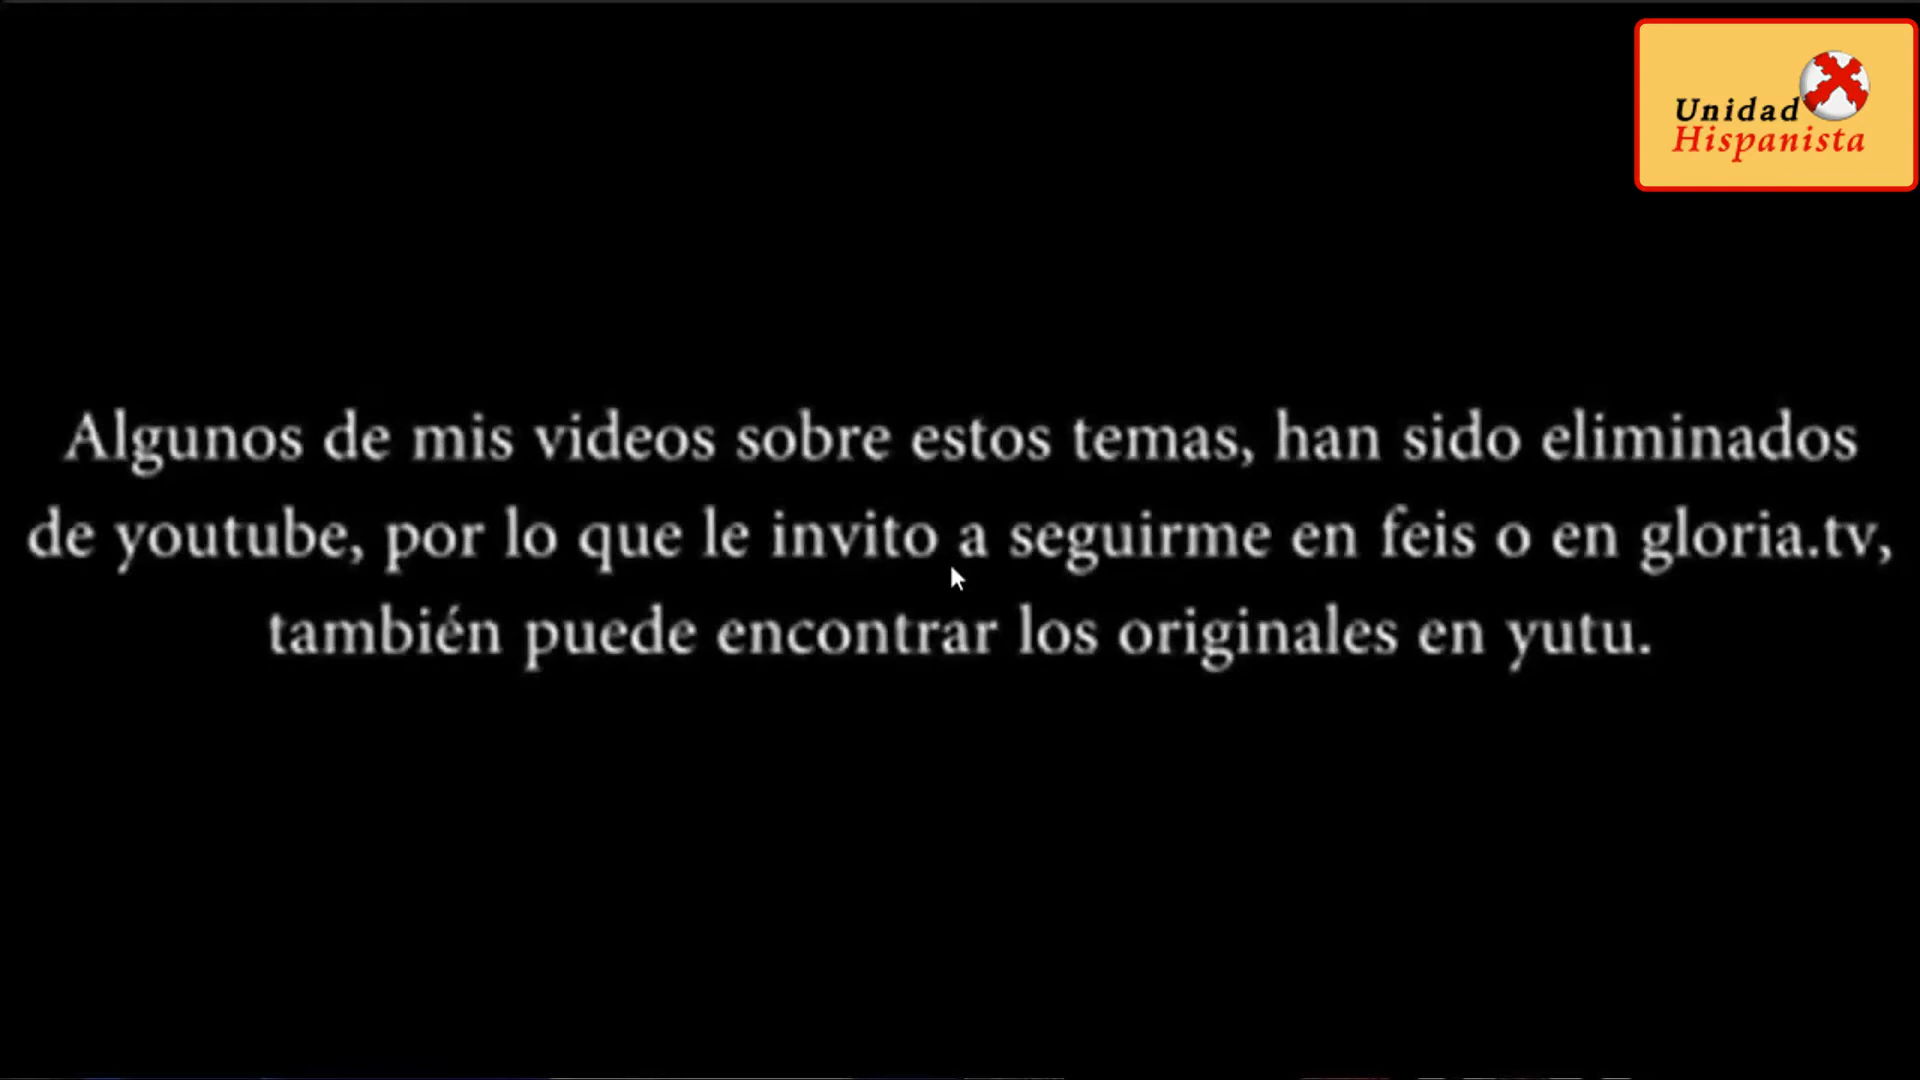 Unidad
Hispanista
Algunos de mis videos sobre estos temas, han sido eliminados
de youtube, por lo que le invito a seguirme en feis o en gloria.tv,
también puede encontrar los originales en yutu.